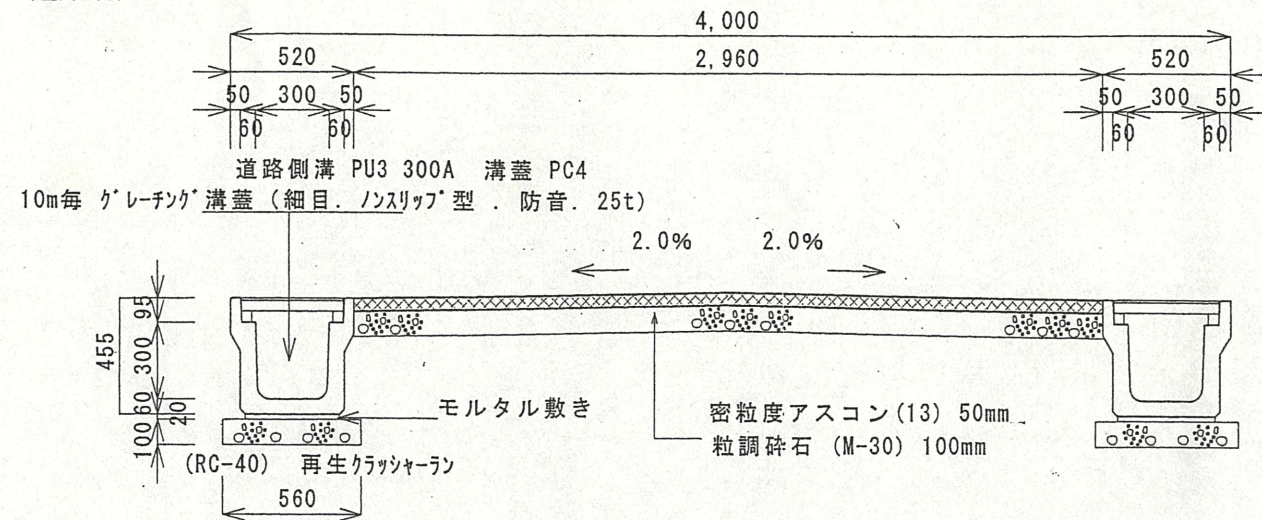 4,000
520 2,960 520
50 300 50 50 300 50
60 60 60 60
道路側溝 PU3 300A 溝蓋 PC4
10m毎 グレーチング溝蓋 (細目. ノンスリップ型 . 防音. 25t)
2.0% 2.0%
95
455
300
60
20
100
モルタル敷き
密粒度アスコン(13) 50mm
粒調砕石 (M-30) 100mm
(RC-40) 再生クラッシャーラン
560